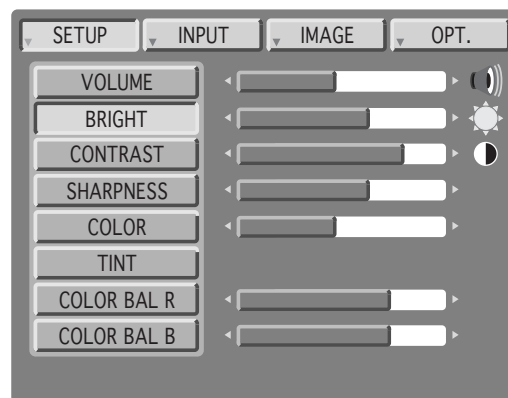 SETUP INPUT IMAGE OPT.
VOLUME
BRIGHT
CONTRAST
SHARPNESS
COLOR
TINT
COLOR BAL R
COLOR BAL B